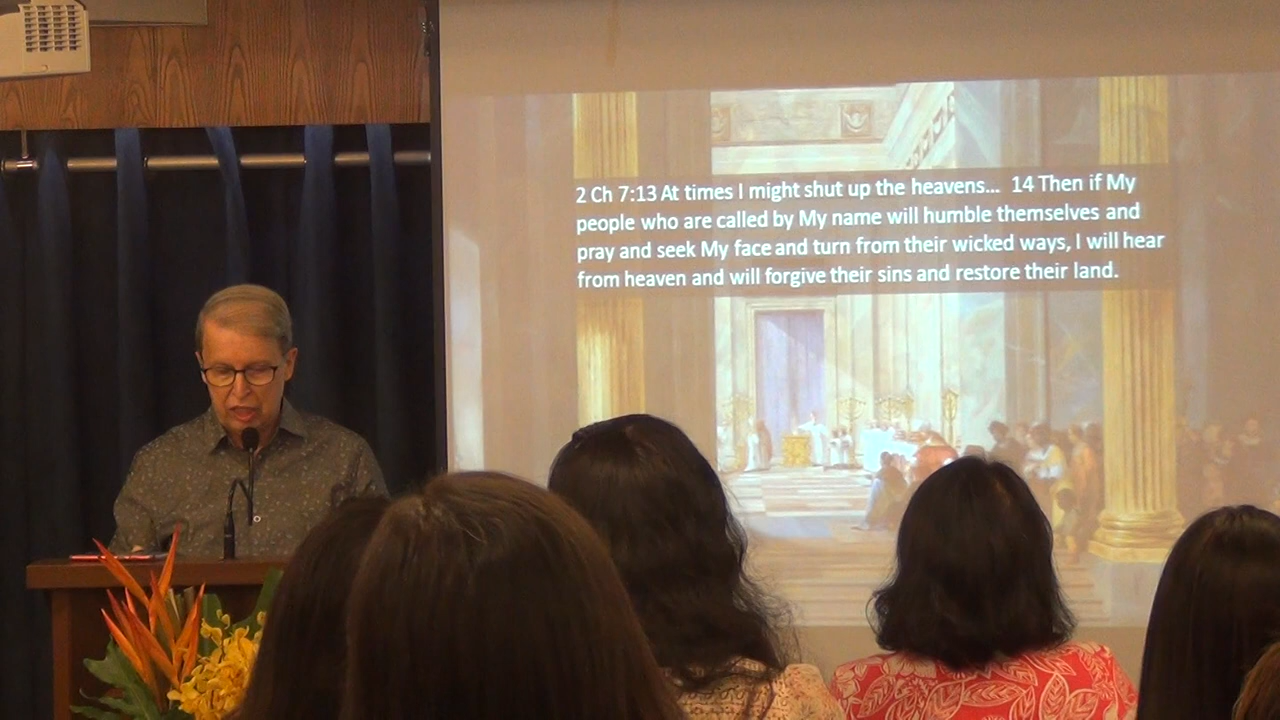 2 Ch 7:13 At times I might shut up the heavens... 14 Then if My
people who are called by My name will humble themselves and
pray and seek My face and turn from their wicked ways, I will hear
from heaven and will forgive their sins and restore their land.